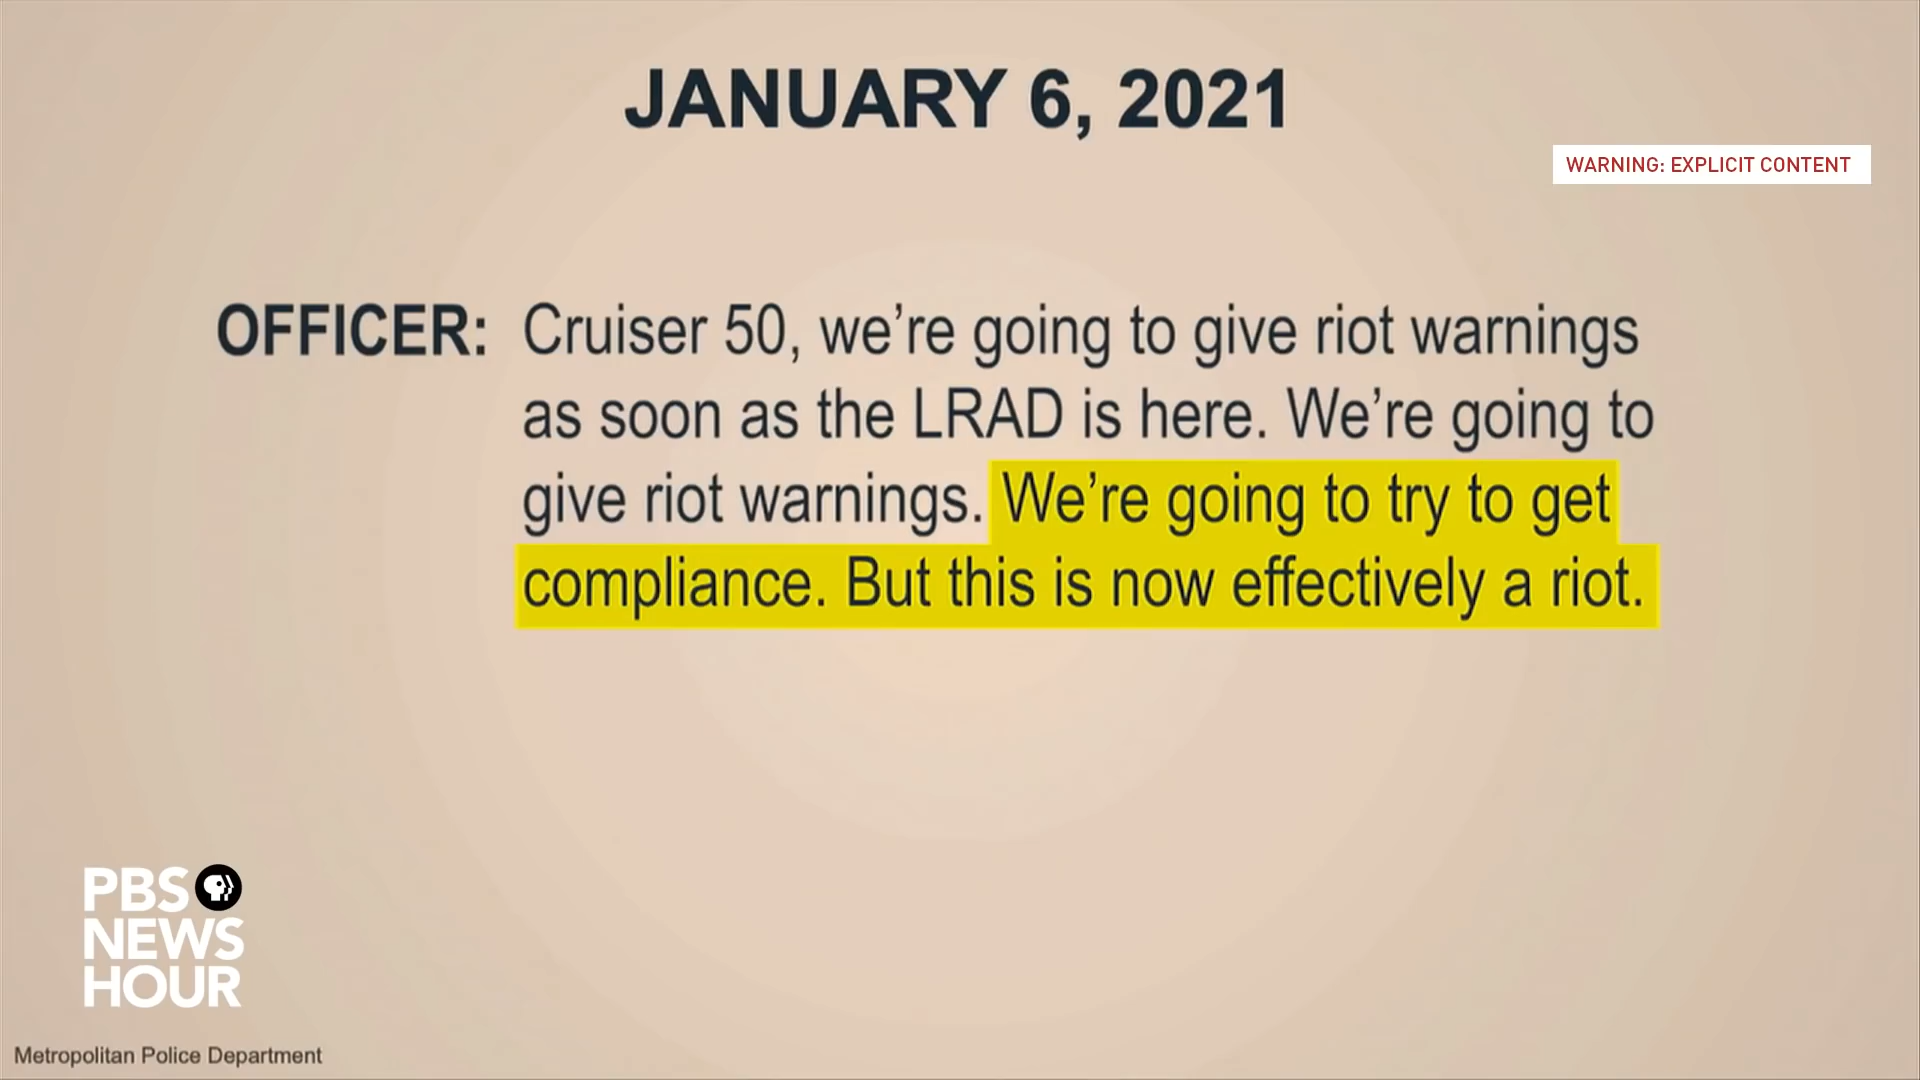 JANUARY 6, 2021
WARNING: EXPLICIT CONTENT
OFFICER: Cruiser 50, we’re going to give riot warnings
as soon as the LRAD is here. We’re going to
give riot warnings. We’re going to try to get
compliance. But this is now effectively a riot.
PBS
NEWS
HOUR
Metropolitan Police Department